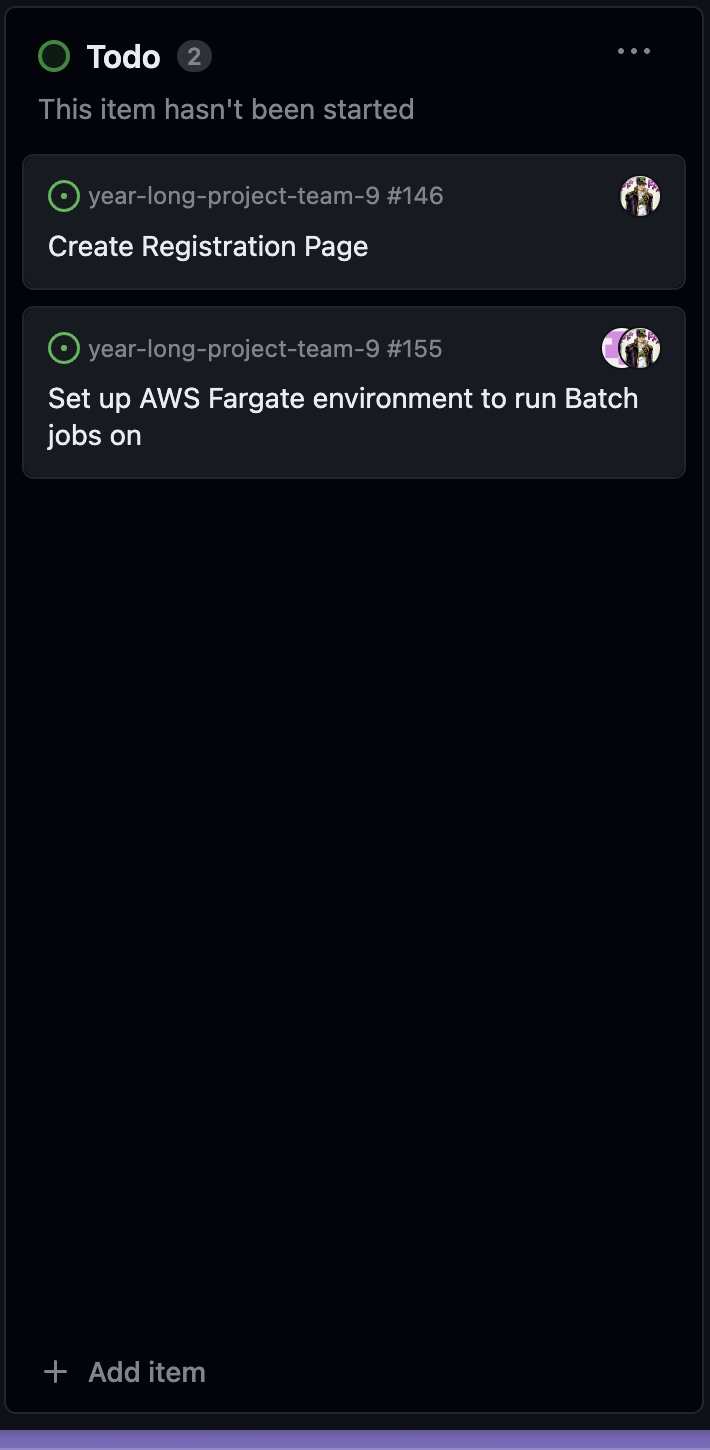 Todo 2
This item hasn't been started
year-long-project-team-9 #146
Create Registration Page
year-long-project-team-9 #155
Set up AWS Fargate environment to run Batch
jobs on
Add item